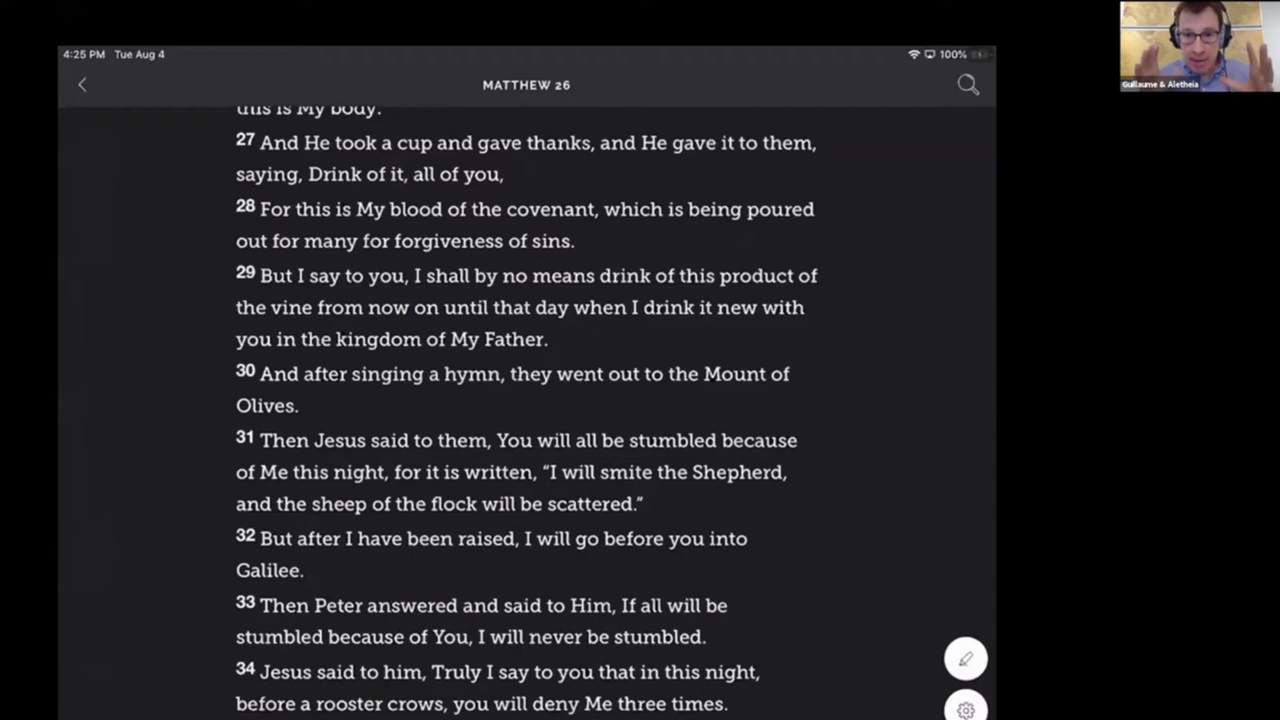 4:25 PM Tue Aug 4
100%
MATTHEW 26
Guillaume & Aletheia
this is My body.
27 And He took a cup and gave thanks, and He gave it to them,
saying, Drink of it, all of you,
28 For this is My blood of the covenant, which is being poured
out for many for forgiveness of sins.
29 But I say to you, I shall by no means drink of this product of
the vine from now on until that day when I drink it new with
you in the kingdom of My Father.
30 And after singing a hymn, they went out to the Mount of
Olives.
31 Then Jesus said to them, You will all be stumbled because
of Me this night, for it is written, “I will smite the Shepherd,
and the sheep of the flock will be scattered.”
32 But after I have been raised, I will go before you into
Galilee.
33 Then Peter answered and said to Him, If all will be
stumbled because of You, I will never be stumbled.
34 Jesus said to him, Truly I say to you that in this night,
before a rooster crows, you will deny Me three times.